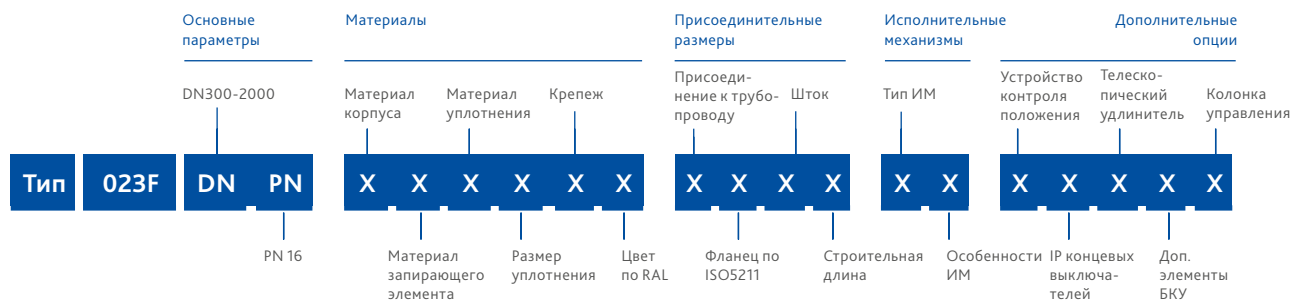 Основные
параметры
Материалы
Присоединительные
размеры
Исполнительные
механизмы
Дополнительные
опции
DN300-2000
Материал
корпуса
Материал
уплотнения
Крепеж
Присоеди-
нение к трубо-
проводу
Шток
Тип ИМ
Устройство
контроля
положения
Телеско-
пический
удлинитель
Колонка
управления
Тип 023F DN PN X X X X X X X X X X X X X X X X X
PN 16
Материал
запирающего
элемента
Размер
уплотнения
Цвет
по RAL
Фланец по
ISO5211
Строительная
длина
Особенности
ИМ
IP концевых
выключа-
телей
Доп.
элементы
БКУ